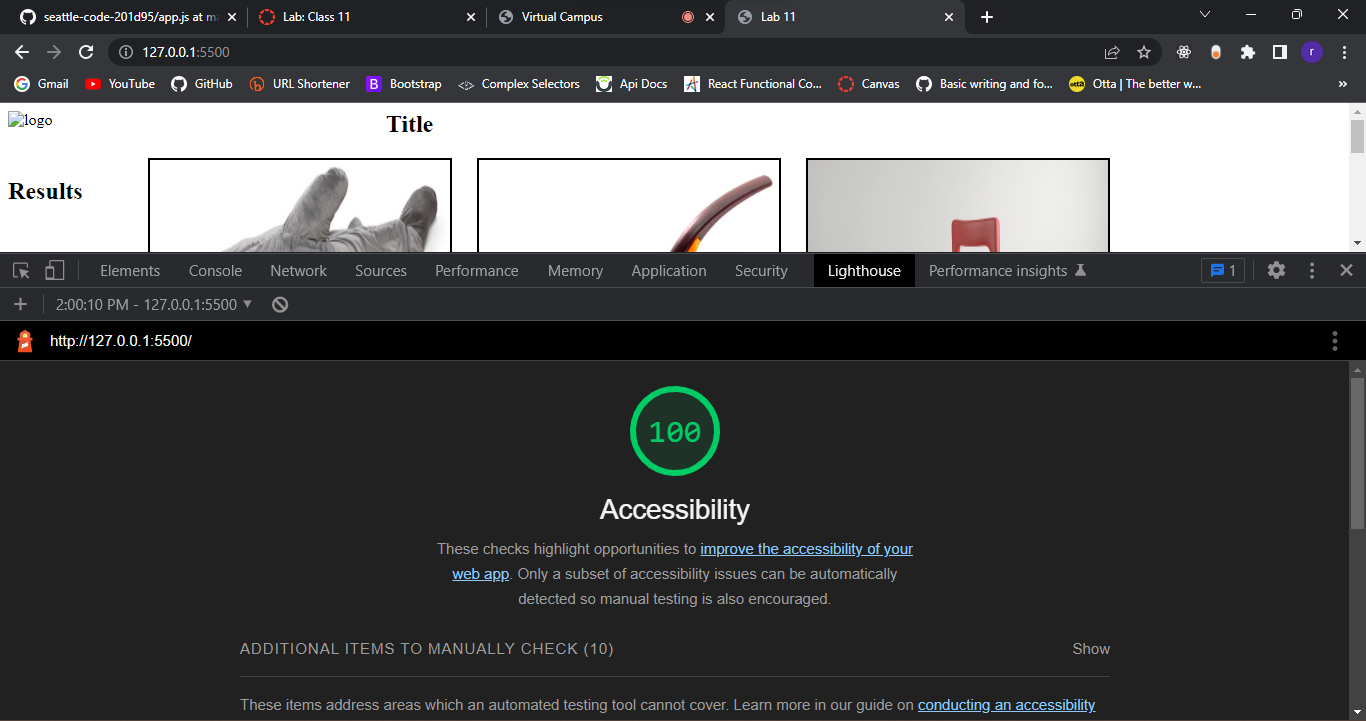 seattle-code-201d95/app.js at ma
Lab: Class 11
Virtual Campus
Lab 11
127.0.0.1:5500
r
Gmail
YouTube
GitHub
URL Shortener
B Bootstrap
Complex Selectors
Api Docs
React Functional Co...
Canvas
Basic writing and fo...
otta Otta | The better w...
»
logo
Title
Results
Elements
Console
Network
Sources
Performance
Memory
Application
Security
Lighthouse
Performance insights
1
2:00:10 PM - 127.0.0.1:5500
http://127.0.0.1:5500/
100
Accessibility
These checks highlight opportunities to improve the accessibility of your
web app. Only a subset of accessibility issues can be automatically
detected so manual testing is also encouraged.
ADDITIONAL ITEMS TO MANUALLY CHECK (10)
Show
These items address areas which an automated testing tool cannot cover. Learn more in our guide on conducting an accessibility